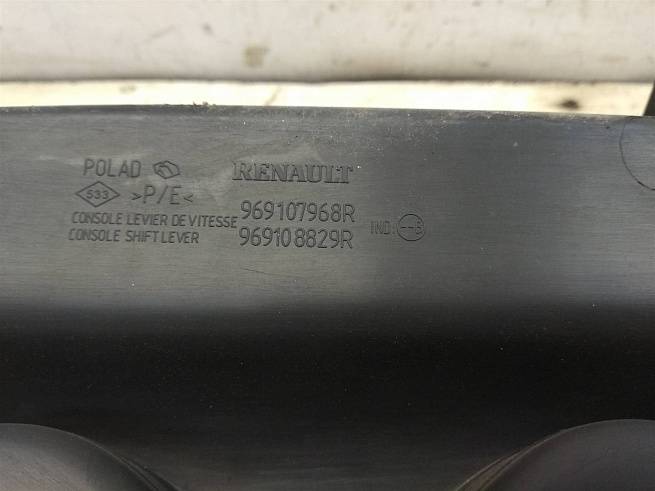 POLAD RENAULT
533 >P/E<
CONSOLE LEVIER DE VITESSE 969107968R
CONSOLE SHIFT LEVER 969108829R IND: --B